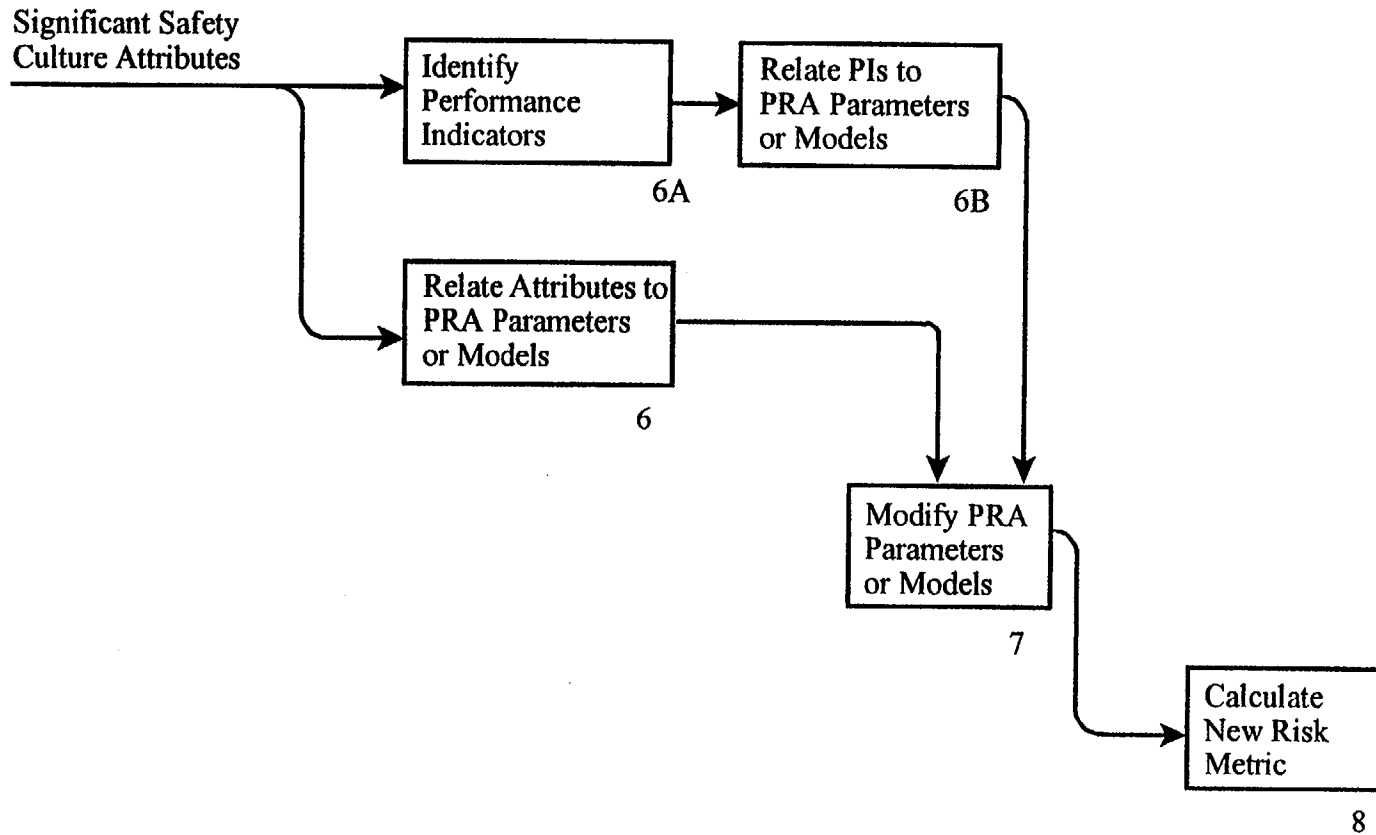 Significant Safety
Culture Attributes
Identify
Performance
Indicators
6A
Relate PIs to
PRA Parameters
or Models
6B
Relate Attributes to
PRA Parameters
or Models
6
Modify PRA
Parameters
or Models
7
Calculate
New Risk
Metric
8